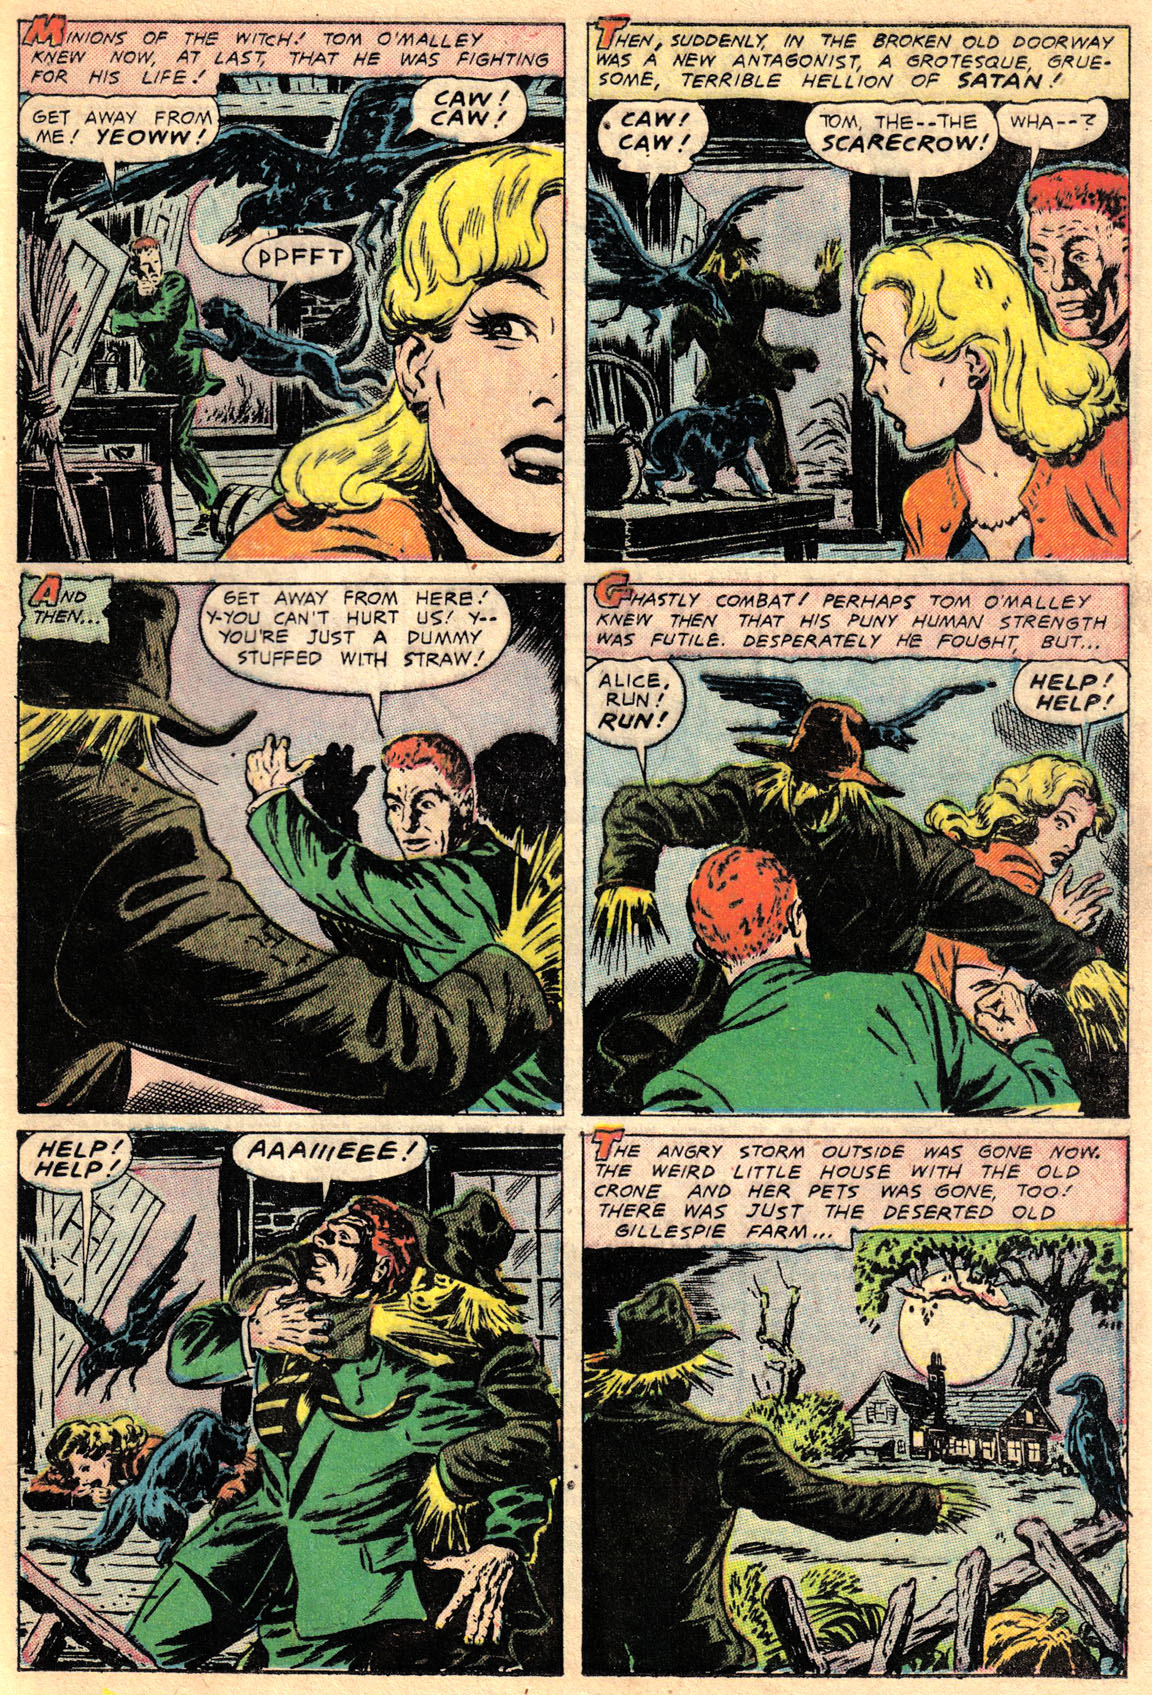 MINIONS OF THE WITCH! TOM O'MALLEY
KNEW NOW, AT LAST, THAT HE WAS FIGHTING
FOR HIS LIFE!
GET AWAY FROM
ME! YEOWW!
CAW!
CAW!
PPFFT
THEN, SUDDENLY, IN THE BROKEN OLD DOORWAY
WAS A NEW ANTAGONIST, A GROTESQUE, GRUE-
SOME, TERRIBLE HELLION OF SATAN!
CAW!
CAW!
TOM, THE--THE
SCARECROW!
WHA--?
AND
THEN...
GET AWAY FROM HERE!
Y-YOU CAN'T HURT US! Y--
YOU'RE JUST A DUMMY
STUFFED WITH STRAW!
GHASTLY COMBAT! PERHAPS TOM O'MALLEY
KNEW THEN THAT HIS PUNY HUMAN STRENGTH
WAS FUTILE. DESPERATELY HE FOUGHT, BUT...
ALICE,
RUN!
RUN!
HELP!
HELP!
HELP!
HELP!
AAAIIIEEEE!
THE ANGRY STORM OUTSIDE WAS GONE NOW.
THE WEIRD LITTLE HOUSE WITH THE OLD
CRONE AND HER PETS WAS GONE, TOO!
THERE WAS JUST THE DESERTED OLD
GILLESPIE FARM...